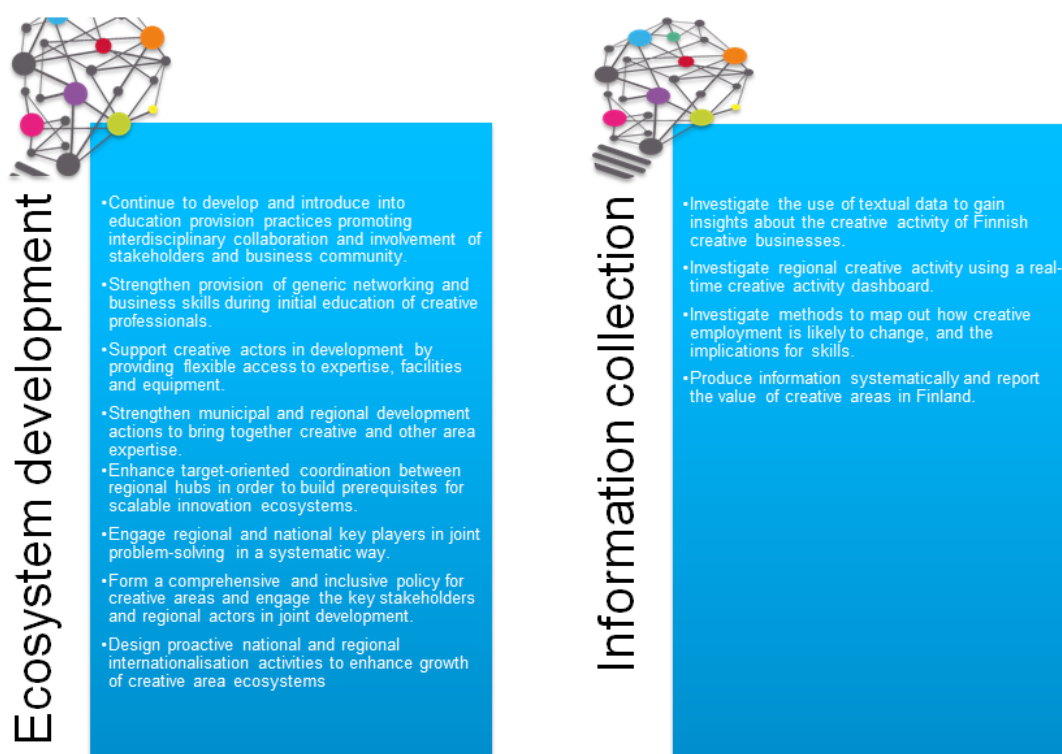 Ecosystem development
•Continue to develop and introduce into
education provision practices promoting
interdisciplinary collaboration and involvement of
stakeholders and business community.
•Strengthen provision of generic networking and
business skills during initial education of creative
professionals.
•Support creative actors in development by
providing flexible access to expertise, facilities
and equipment.
•Strengthen municipal and regional development
actions to bring together creative and other area
expertise.
•Enhance target-oriented coordination between
regional hubs in order to build prerequisites for
scalable innovation ecosystems.
•Engage regional and national key players in joint
problem-solving in a systematic way.
•Form a comprehensive and inclusive policy for
creative areas and engage the key stakeholders
and regional actors in joint development.
•Design proactive national and regional
internationalisation activities to enhance growth
of creative area ecosystems
Information collection
•Investigate the use of textual data to gain
insights about the creative activity of Finnish
creative businesses.
•Investigate regional creative activity using a real-
time creative activity dashboard.
•Investigate methods to map out how creative
employment is likely to change, and the
implications for skills.
•Produce information systematically and report
the value of creative areas in Finland.